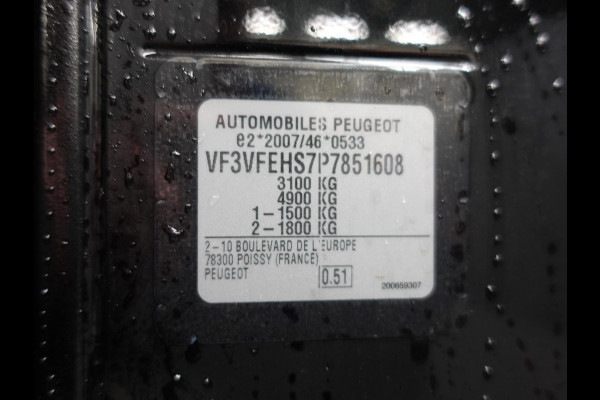 AUTOMOBILES PEUGEOT
e2*2007/46*0533
VF3VFEHS7P7851608
3100 KG
4900 KG
1-1500 KG
2-1800 KG
2-10 BOULEVARD DE L'EUROPE
78300 POISSY (FRANCE)
PEUGEOT 0.51
200659307